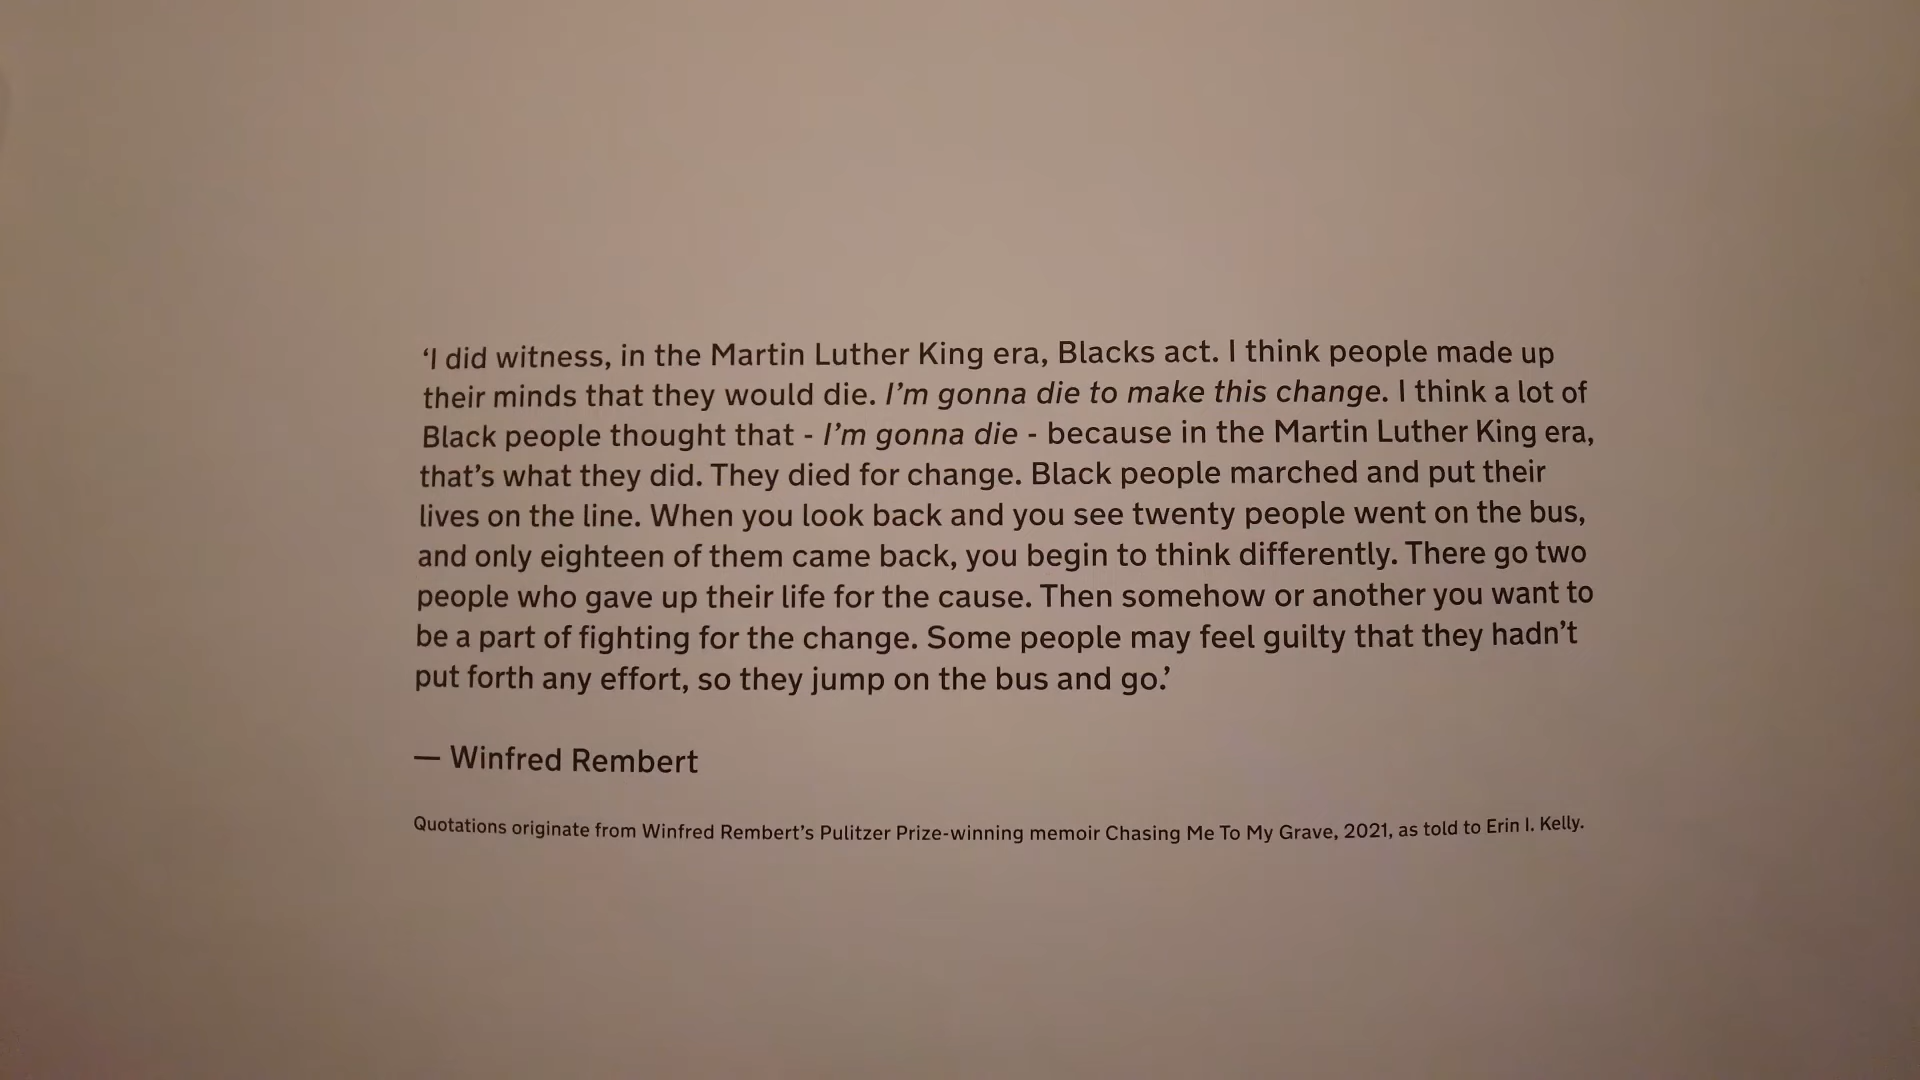 ‘I did witness, in the Martin Luther King era, Blacks act. I think people made up
their minds that they would die. I’m gonna die to make this change. I think a lot of
Black people thought that - I’m gonna die - because in the Martin Luther King era,
that’s what they did. They died for change. Black people marched and put their
lives on the line. When you look back and you see twenty people went on the bus,
and only eighteen of them came back, you begin to think differently. There go two
people who gave up their life for the cause. Then somehow or another you want to
be a part of fighting for the change. Some people may feel guilty that they hadn’t
put forth any effort, so they jump on the bus and go.’
— Winfred Rembert
Quotations originate from Winfred Rembert’s Pulitzer Prize-winning memoir Chasing Me To My Grave, 2021, as told to Erin I. Kelly.